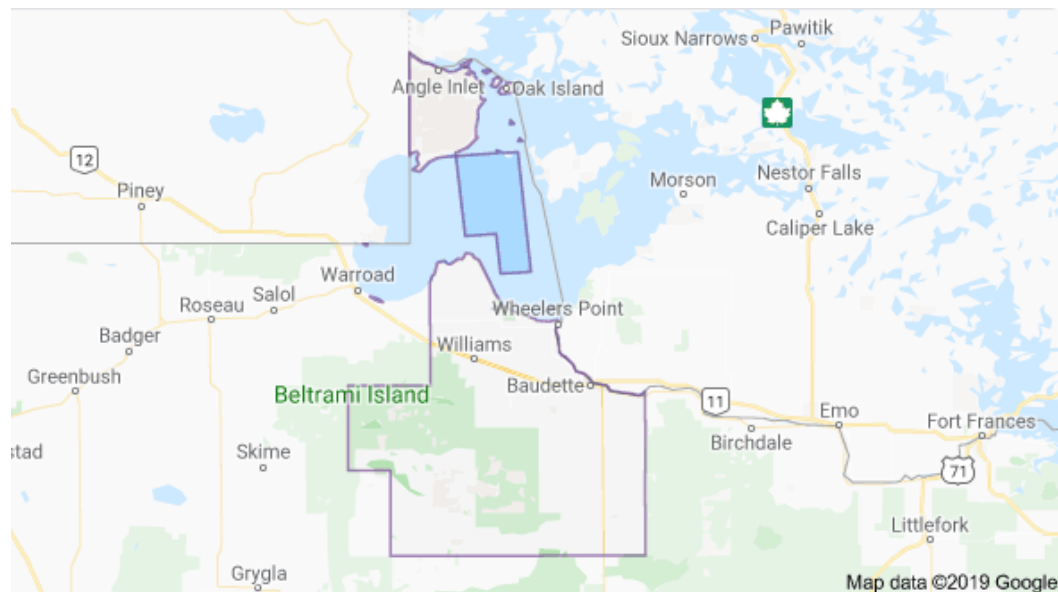 Pawitik
Sioux Narrows
Angle Inlet
Oak Island
12
Piney
Morson
Nestor Falls
Caliper Lake
Warroad
Salol
Roseau
Wheelers Point
Badger
Williams
Greenbush
Baudette
Beltrami Island
11
Emo
Birchdale
Fort Frances
stad
Skime
71
Littlefork
Grygla
Map data ©2019 Google